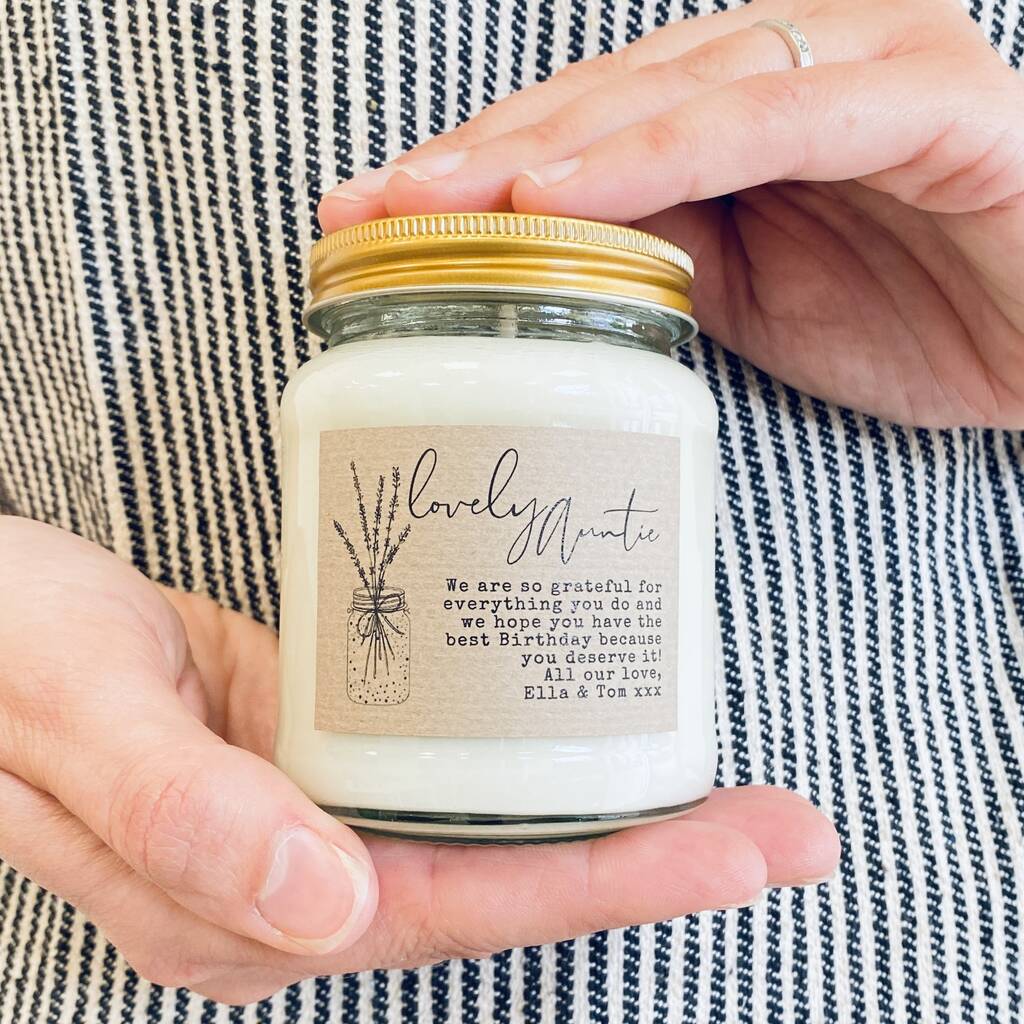 lovely Auntie
We are so grateful for
everything you do and
we hope you have the
best Birthday because
you deserve it!
All our love,
Ella & Tom xxx